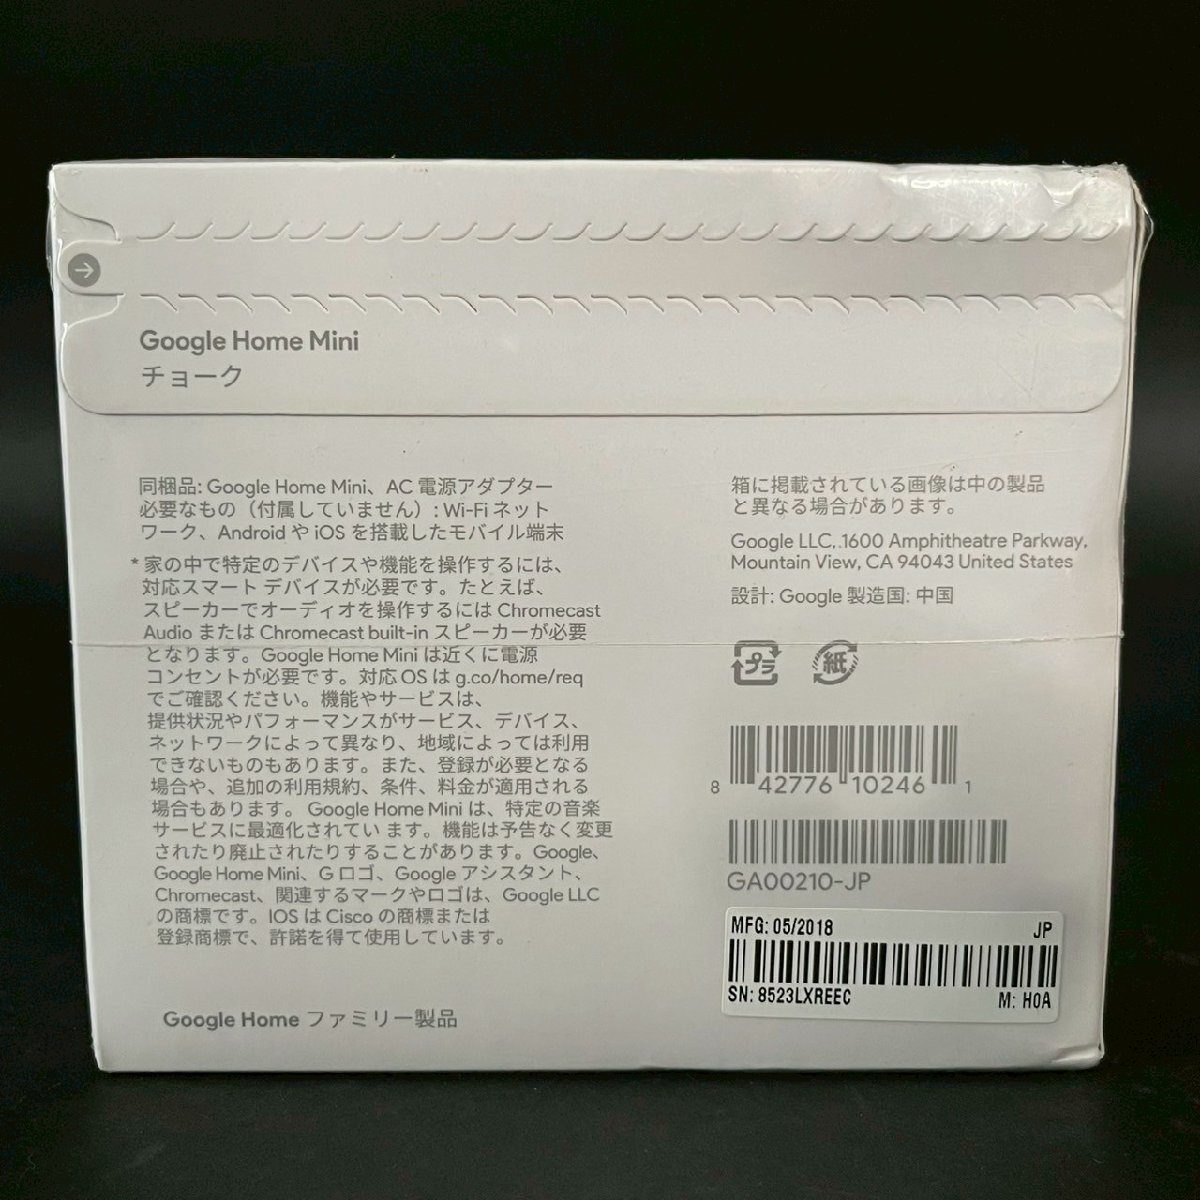 Google Home Mini
チョーク
同梱品: Google Home Mini、AC 電源アダプター
必要なもの（付属していません）: Wi-Fi ネット
ワーク、Android や iOS を搭載したモバイル端末
* 家の中で特定のデバイスや機能を操作するには、
対応スマート デバイスが必要です。たとえば、
スピーカーでオーディオを操作するには Chromecast
Audio または Chromecast built-in スピーカーが必要
となります。Google Home Mini は近くに電源
コンセントが必要です。対応 OS は g.co/home/req
でご確認ください。機能やサービスは、
提供状況やパフォーマンスがサービス、デバイス、
ネットワークによって異なり、地域によっては利用
できないものもあります。また、登録が必要となる
場合や、追加の利用規約、条件、料金が適用される
場合もあります。 Google Home Mini は、特定の音楽
サービスに最適化されてい ます。機能は予告なく変更
されたり廃止されたりすることがあります。Google、
Google Home Mini、G ロゴ、Google アシスタント、
Chromecast、関連するマークやロゴは、Google LLC
の商標です。IOS は Cisco の商標または
登録商標で、許諾を得て使用しています。
Google Home ファミリー製品
箱に掲載されている画像は中の製品
と異なる場合があります。
Google LLC, 1600 Amphitheatre Parkway,
Mountain View, CA 94043 United States
設計: Google 製造国: 中国
プラ 紙
8 42776 10246 1
GA00210-JP
MFG: 05/2018 JP
SN: 8523LXREEC M: H0A